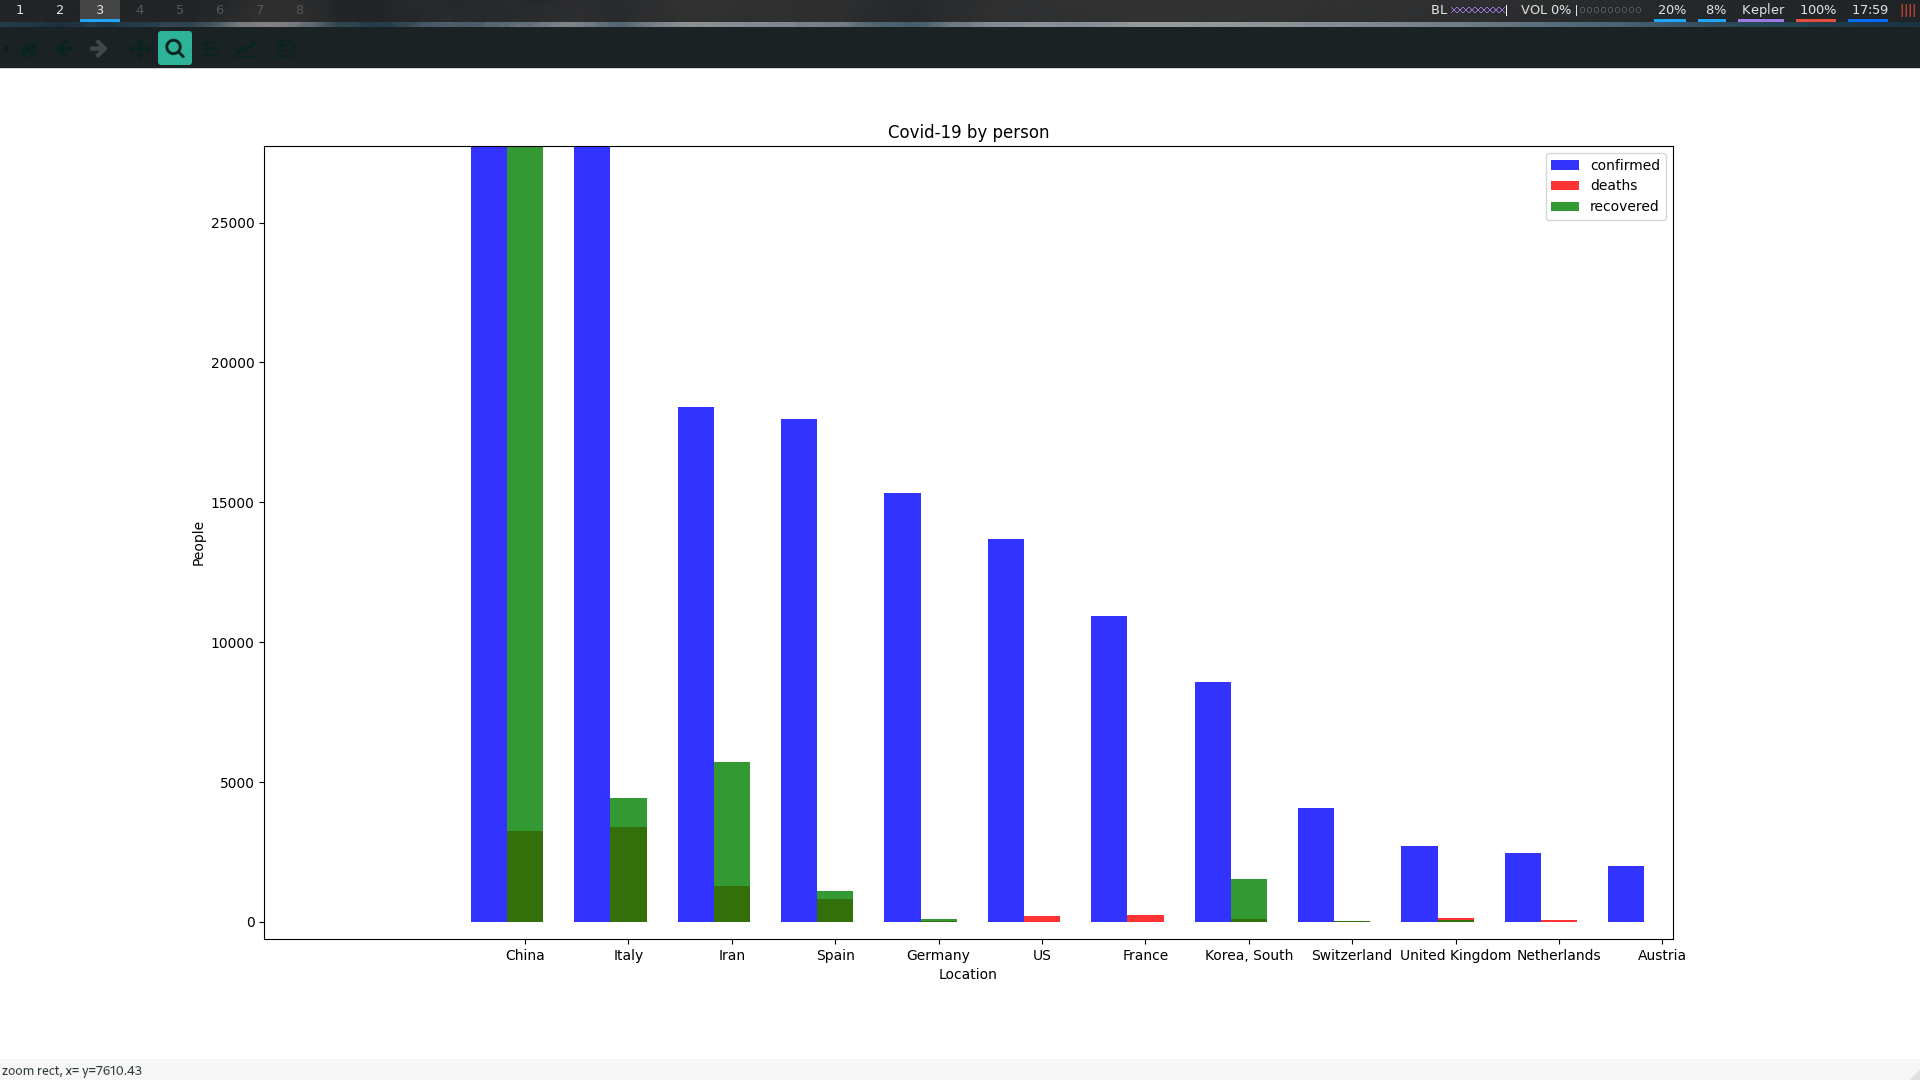 1 2 3 4 5 6 7 8 BL VOL 0% 20% 8% Kepler 100% 17:59
Covid-19 by person
confirmed
deaths
recovered
25000
20000
15000
10000
5000
0
People
China Italy Iran Spain Germany US France Korea, South Switzerland United Kingdom Netherlands Austria
Location
zoom rect, x= y=7610.43